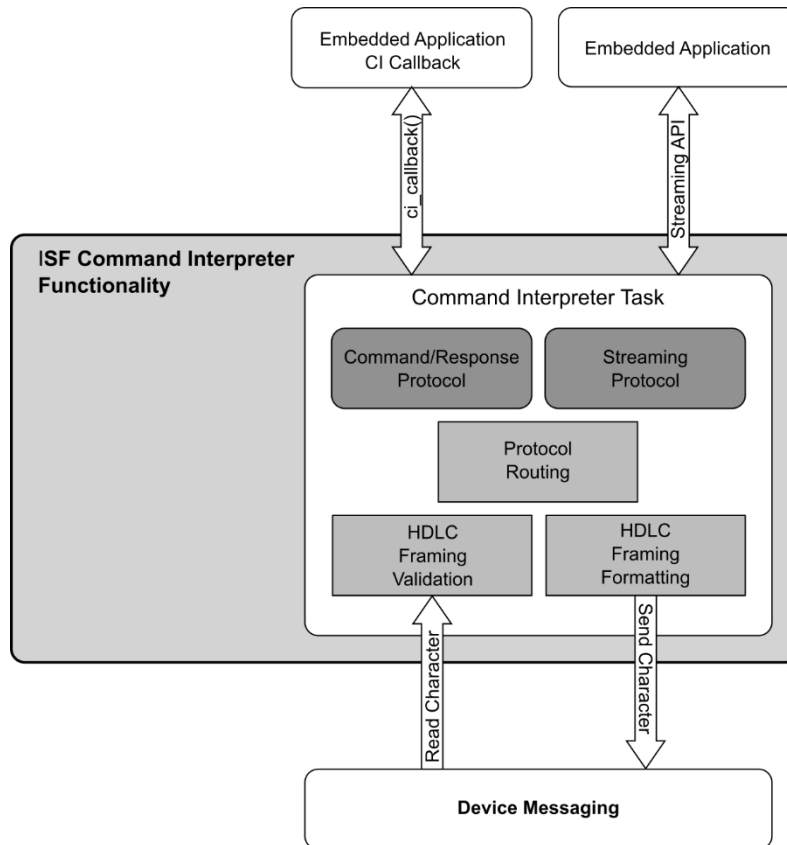 Embedded Application
CI Callback
Embedded Application
ci_callback()
Streaming API
ISF Command Interpreter
Functionality
Command Interpreter Task
Command/Response
Protocol
Streaming
Protocol
Protocol
Routing
HDLC
Framing
Validation
HDLC
Framing
Formatting
Read Character
Send Character
Device Messaging